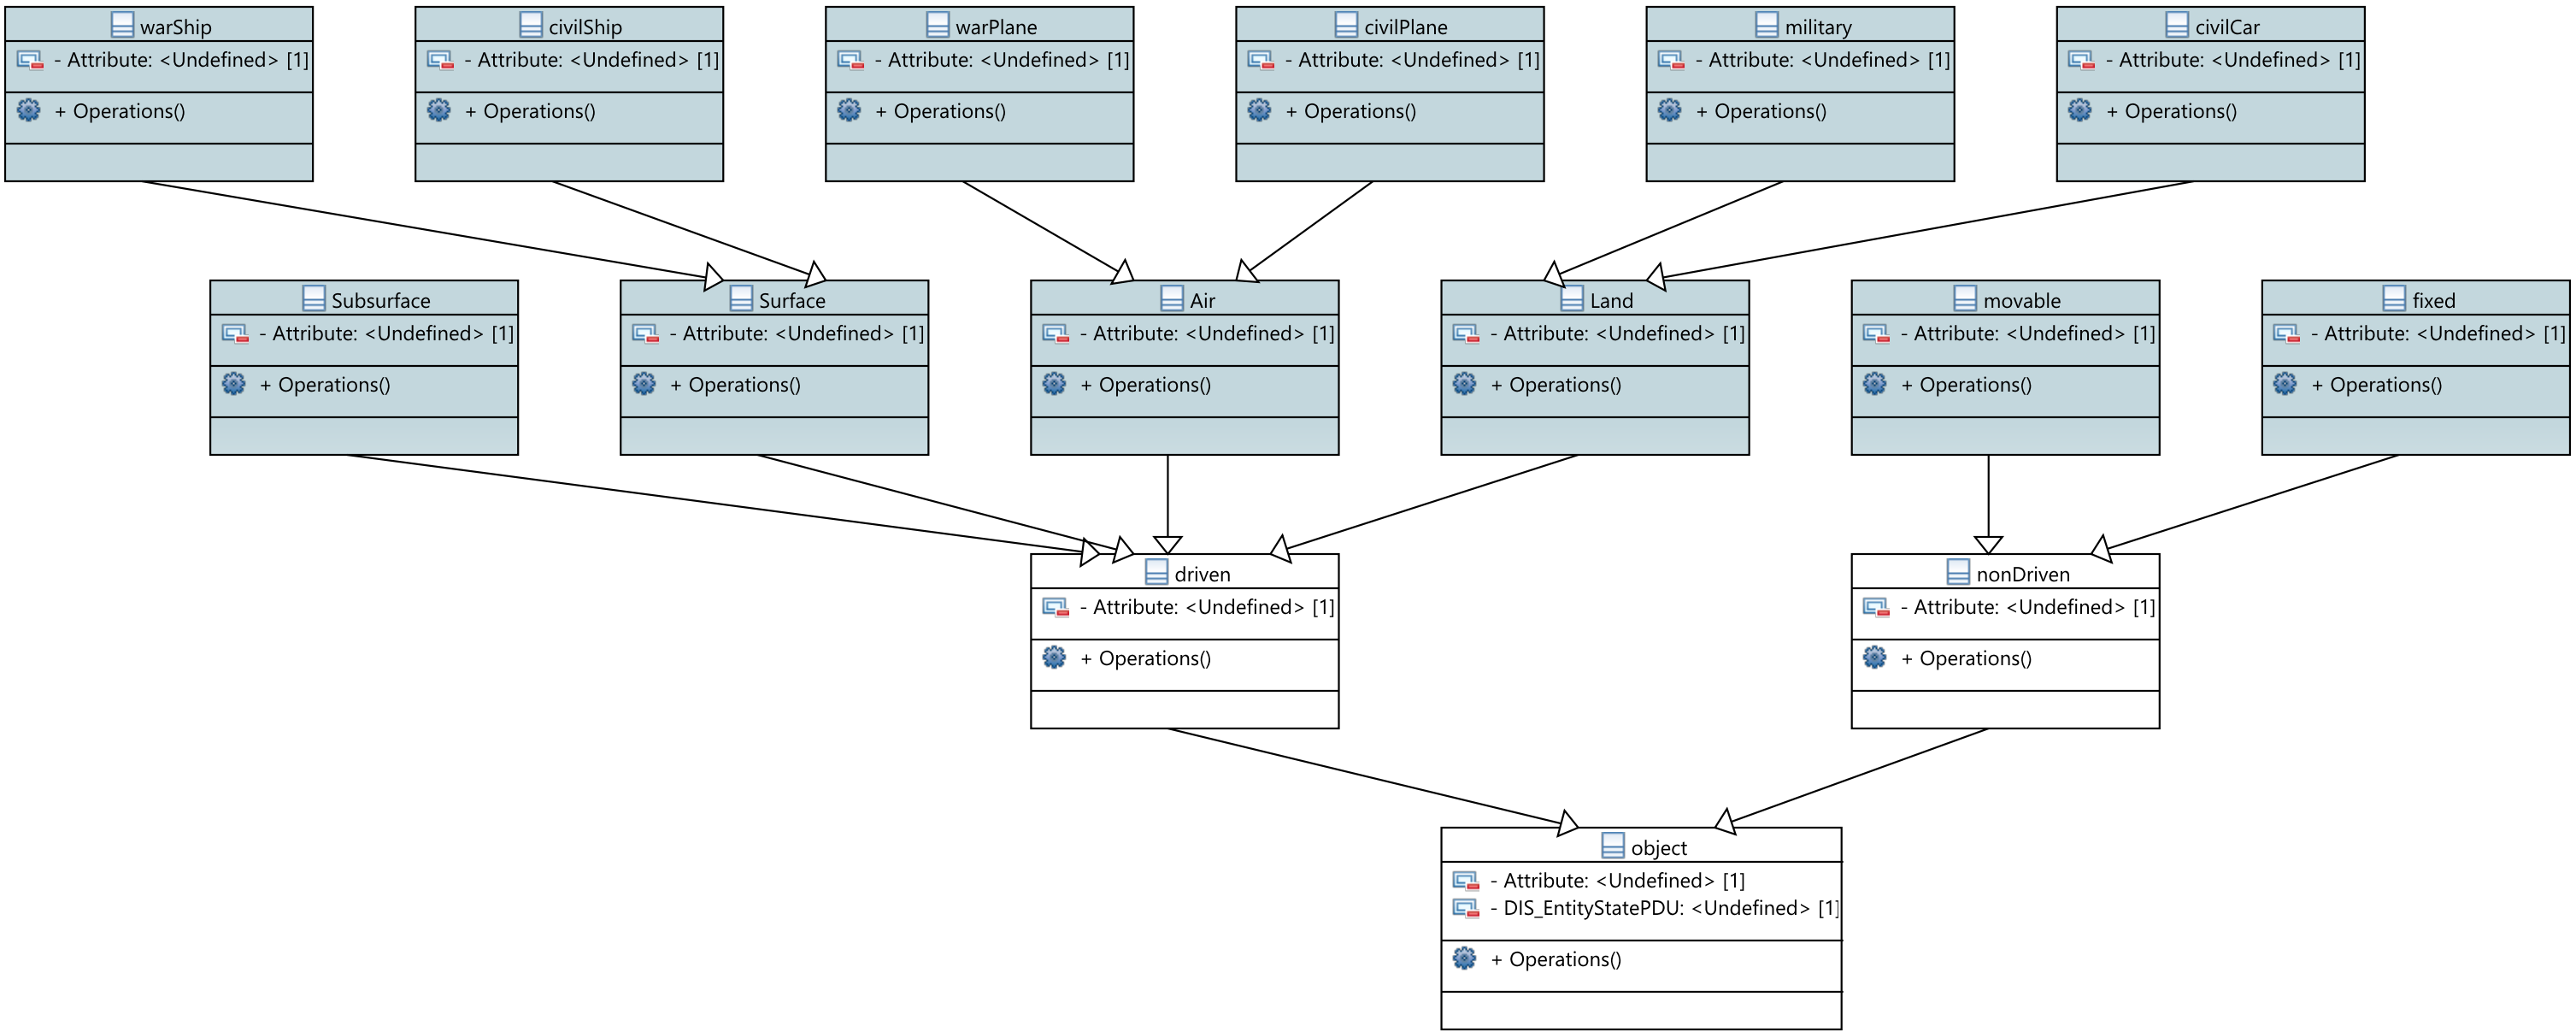 warShip
- Attribute: <Undefined> [1]
+ Operations()
civilShip
- Attribute: <Undefined> [1]
+ Operations()
warPlane
- Attribute: <Undefined> [1]
+ Operations()
civilPlane
- Attribute: <Undefined> [1]
+ Operations()
military
- Attribute: <Undefined> [1]
+ Operations()
civilCar
- Attribute: <Undefined> [1]
+ Operations()
Subsurface
- Attribute: <Undefined> [1]
+ Operations()
Surface
- Attribute: <Undefined> [1]
+ Operations()
Air
- Attribute: <Undefined> [1]
+ Operations()
Land
- Attribute: <Undefined> [1]
+ Operations()
movable
- Attribute: <Undefined> [1]
+ Operations()
fixed
- Attribute: <Undefined> [1]
+ Operations()
driven
- Attribute: <Undefined> [1]
+ Operations()
nonDriven
- Attribute: <Undefined> [1]
+ Operations()
object
- Attribute: <Undefined> [1]
- DIS_EntityStatePDU: <Undefined> [1]
+ Operations()